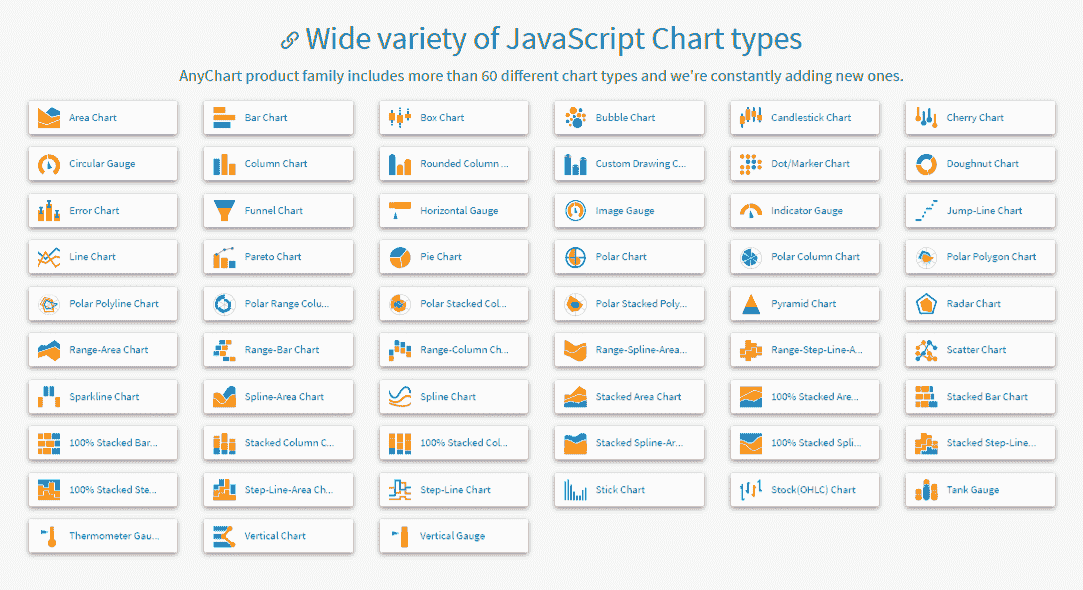 Wide variety of JavaScript Chart types
AnyChart product family includes more than 60 different chart types and we're constantly adding new ones.
Area Chart
Bar Chart
Box Chart
Bubble Chart
Candlestick Chart
Cherry Chart
Circular Gauge
Column Chart
Rounded Column ...
Custom Drawing C...
Dot/Marker Chart
Doughnut Chart
Error Chart
Funnel Chart
Horizontal Gauge
Image Gauge
Indicator Gauge
Jump-Line Chart
Line Chart
Pareto Chart
Pie Chart
Polar Chart
Polar Column Chart
Polar Polygon Chart
Polar Polyline Chart
Polar Range Colu...
Polar Stacked Col...
Polar Stacked Poly...
Pyramid Chart
Radar Chart
Range-Area Chart
Range-Bar Chart
Range-Column Ch...
Range-Spline-Area...
Range-Step-Line-A...
Scatter Chart
Sparkline Chart
Spline-Area Chart
Spline Chart
Stacked Area Chart
100% Stacked Are...
Stacked Bar Chart
100% Stacked Bar...
Stacked Column C...
100% Stacked Col...
Stacked Spline-Ar...
100% Stacked Spli...
Stacked Step-Line...
100% Stacked Ste...
Step-Line-Area Ch...
Step-Line Chart
Stick Chart
Stock(OHLC) Chart
Tank Gauge
Thermometer Gau...
Vertical Chart
Vertical Gauge